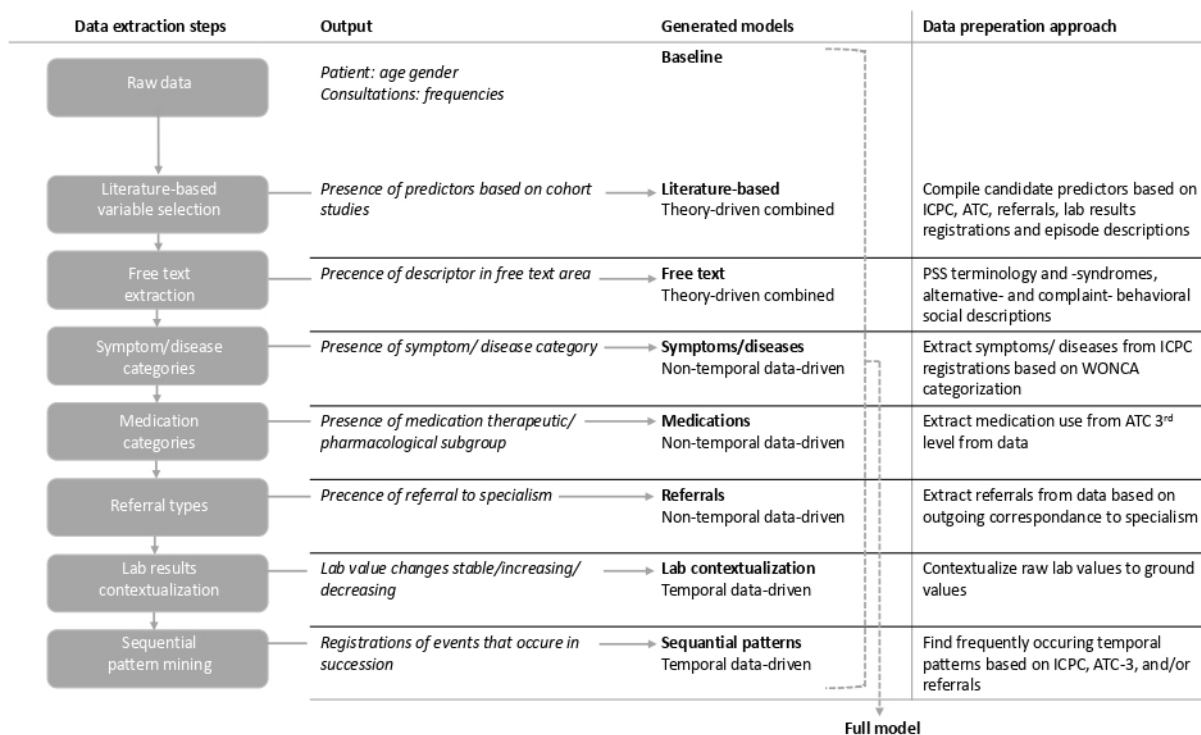 Data extraction steps
Output
Generated models
Data preperation approach
Raw data
Patient: age gender
Consultations: frequencies
Baseline
Literature-based
variable selection
Presence of predictors based on cohort
studies
Literature-based
Theory-driven combined
Compile candidate predictors based on
ICPC, ATC, referrals, lab results
registrations and episode descriptions
Free text
extraction
Precence of descriptor in free text area
Free text
Theory-driven combined
PSS terminology and -syndromes,
alternative- and complaint- behavioral
social descriptions
Symptom/disease
categories
Presence of symptom/ disease category
Symptoms/diseases
Non-temporal data-driven
Extract symptoms/ diseases from ICPC
registrations based on WONCA
categorization
Medication
categories
Presence of medication therapeutic/
pharmacological subgroup
Medications
Non-temporal data-driven
Extract medication use from ATC 3rd
level from data
Referral types
Precence of referral to specialism
Referrals
Non-temporal data-driven
Extract referrals from data based on
outgoing correspondance to specialism
Lab results
contextualization
Lab value changes stable/increasing/
decreasing
Lab contextualization
Temporal data-driven
Contextualize raw lab values to ground
values
Sequential
pattern mining
Registrations of events that occure in
succession
Sequantial patterns
Temporal data-driven
Find frequently occuring temporal
patterns based on ICPC, ATC-3, and/or
referrals
Full model